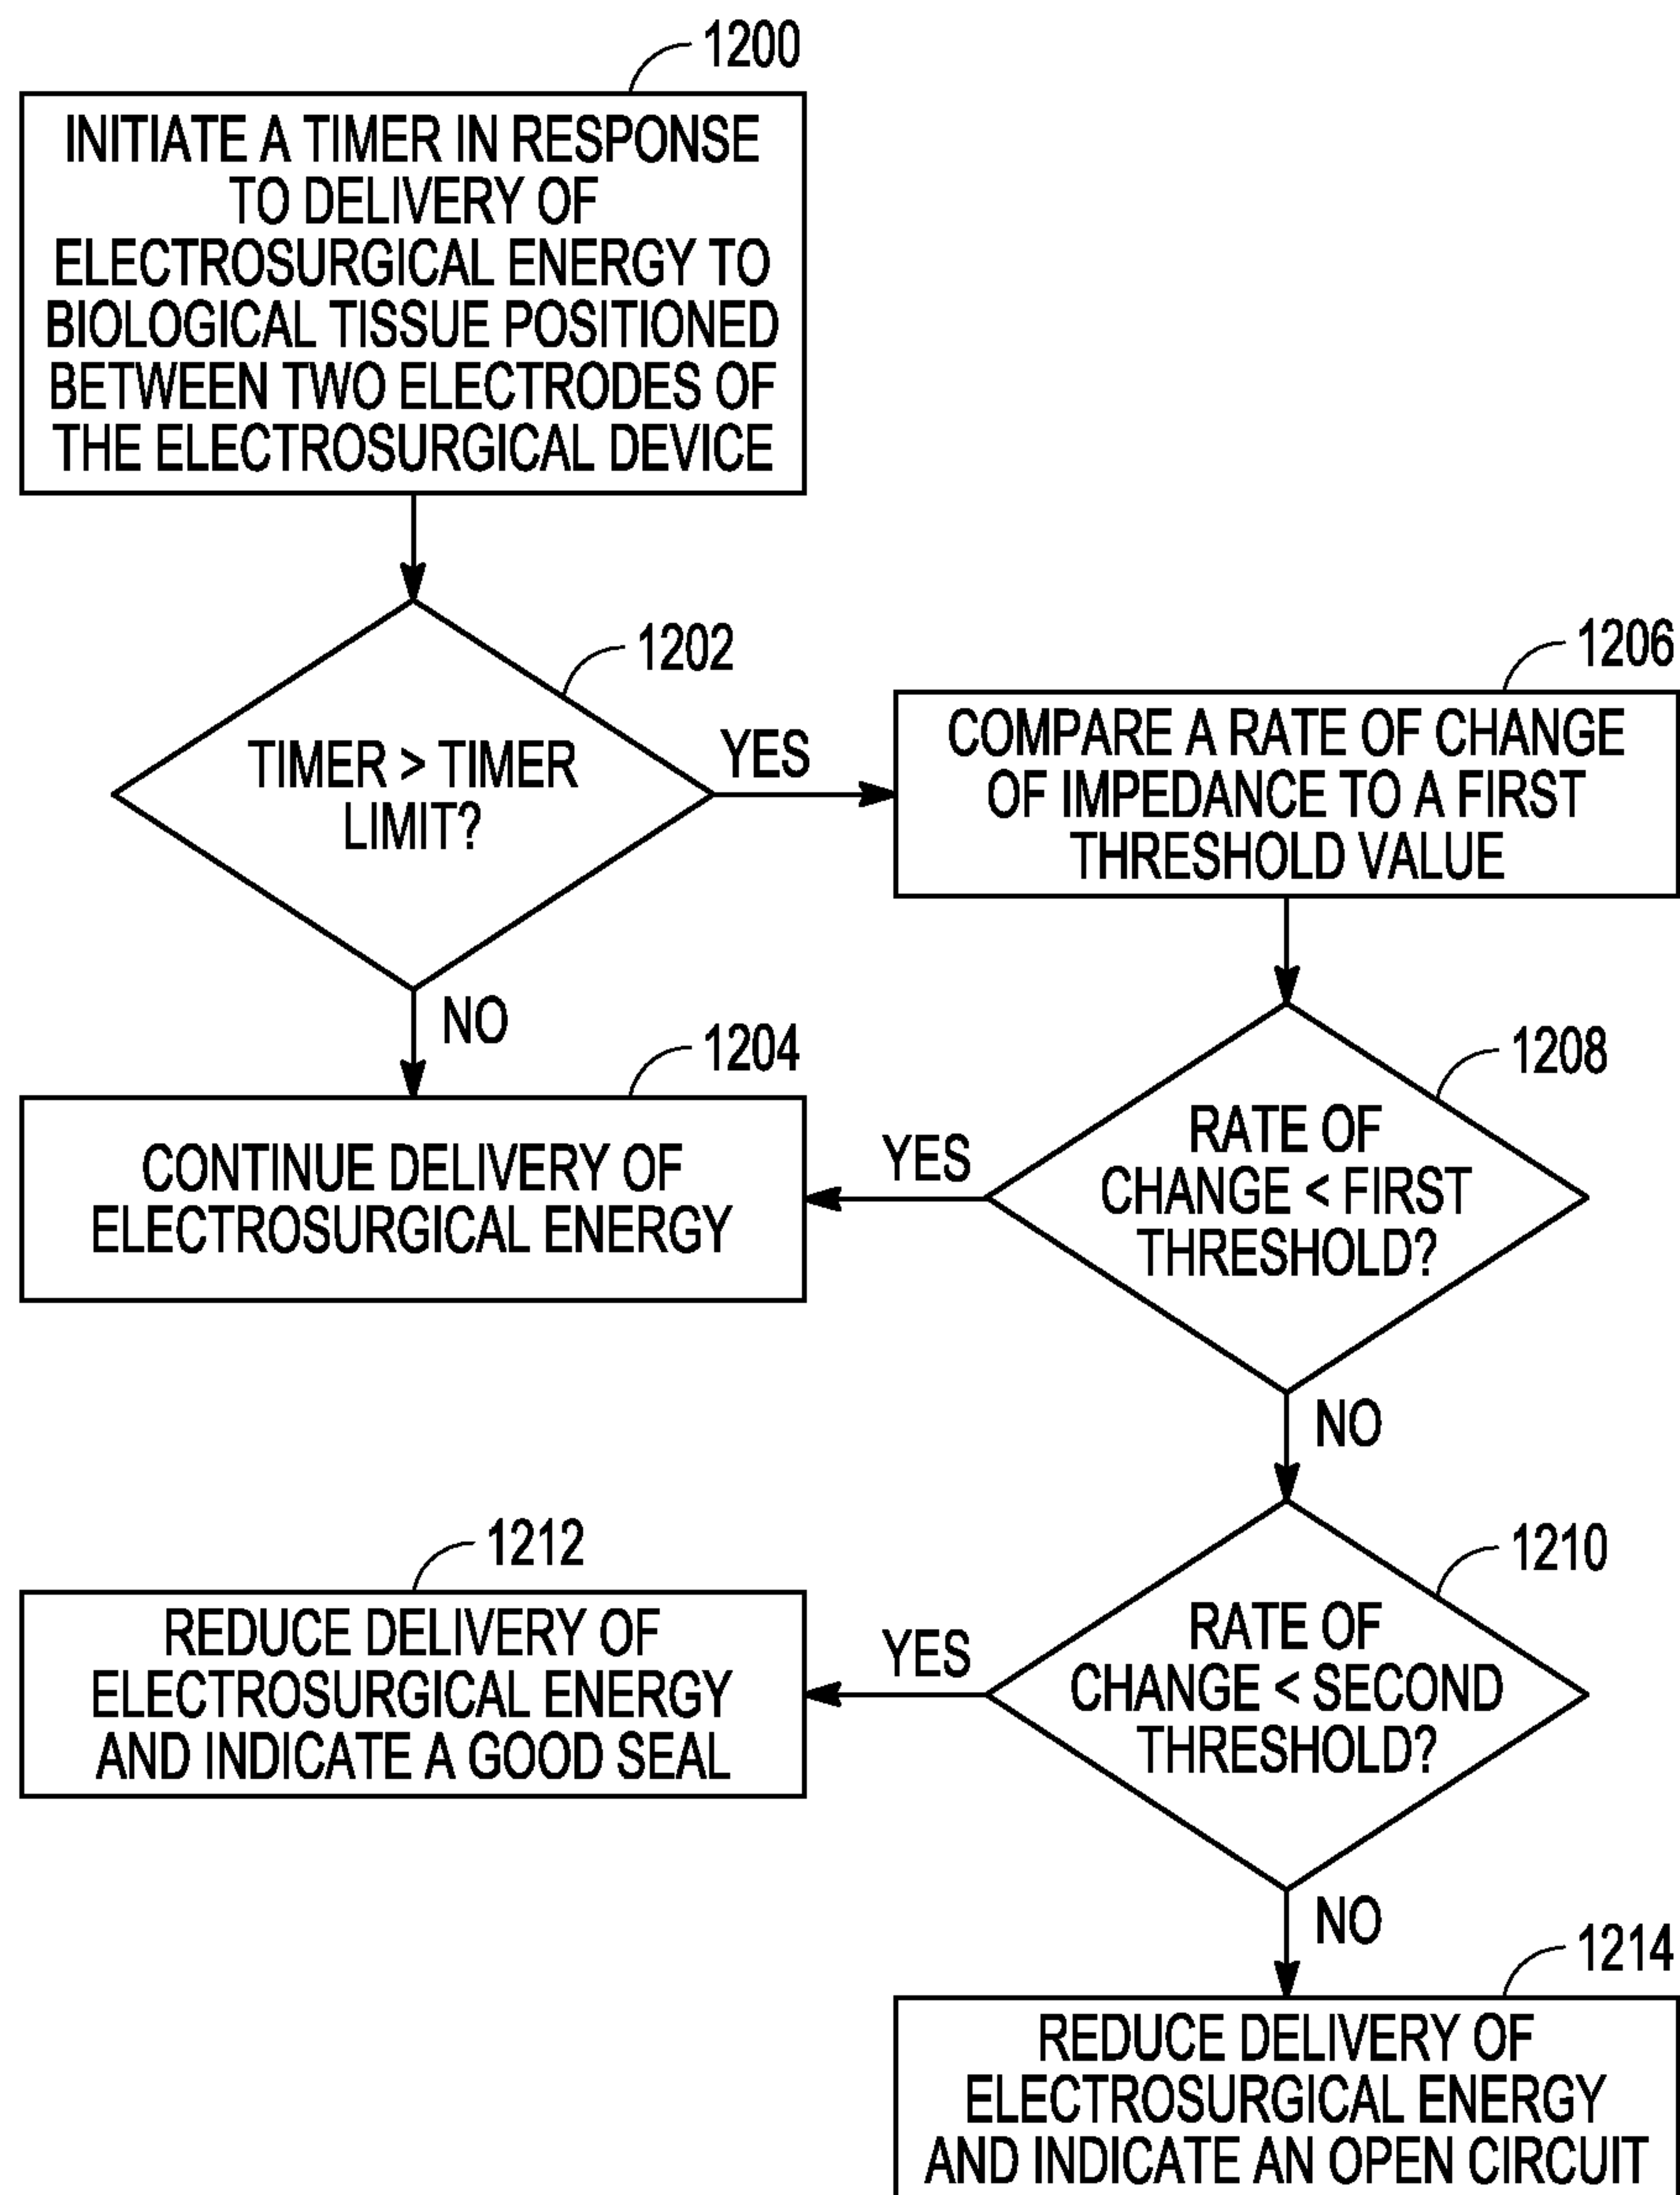 1200
INITIATE A TIMER IN RESPONSE
TO DELIVERY OF
ELECTROSURGICAL ENERGY TO
BIOLOGICAL TISSUE POSITIONED
BETWEEN TWO ELECTRODES OF
THE ELECTROSURGICAL DEVICE
1202
TIMER > TIMER
LIMIT?
YES
NO
1206
COMPARE A RATE OF CHANGE
OF IMPEDANCE TO A FIRST
THRESHOLD VALUE
1204
CONTINUE DELIVERY OF
ELECTROSURGICAL ENERGY
1208
RATE OF
CHANGE < FIRST
THRESHOLD?
YES
NO
1210
RATE OF
CHANGE < SECOND
THRESHOLD?
YES
NO
1212
REDUCE DELIVERY OF
ELECTROSURGICAL ENERGY
AND INDICATE A GOOD SEAL
1214
REDUCE DELIVERY OF
ELECTROSURGICAL ENERGY
AND INDICATE AN OPEN CIRCUIT